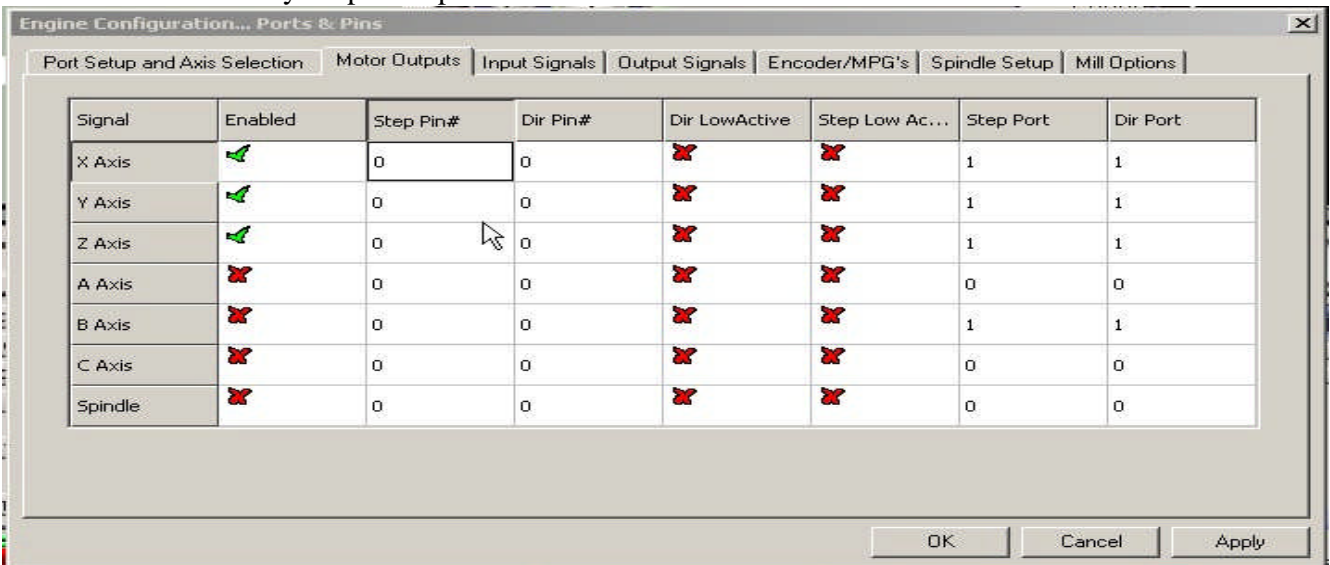 Engine Configuration... Ports & Pins
Port Setup and Axis Selection Motor Outputs Input Signals Output Signals Encoder/MPG's Spindle Setup Mill Options
Signal Enabled Step Pin# Dir Pin# Dir LowActive Step Low Ac... Step Port Dir Port
X Axis 0 0 1 1
Y Axis 0 0 1 1
Z Axis 0 0 1 1
A Axis 0 0 0 0
B Axis 0 0 1 1
C Axis 0 0 0 0
Spindle 0 0 0 0
OK Cancel Apply